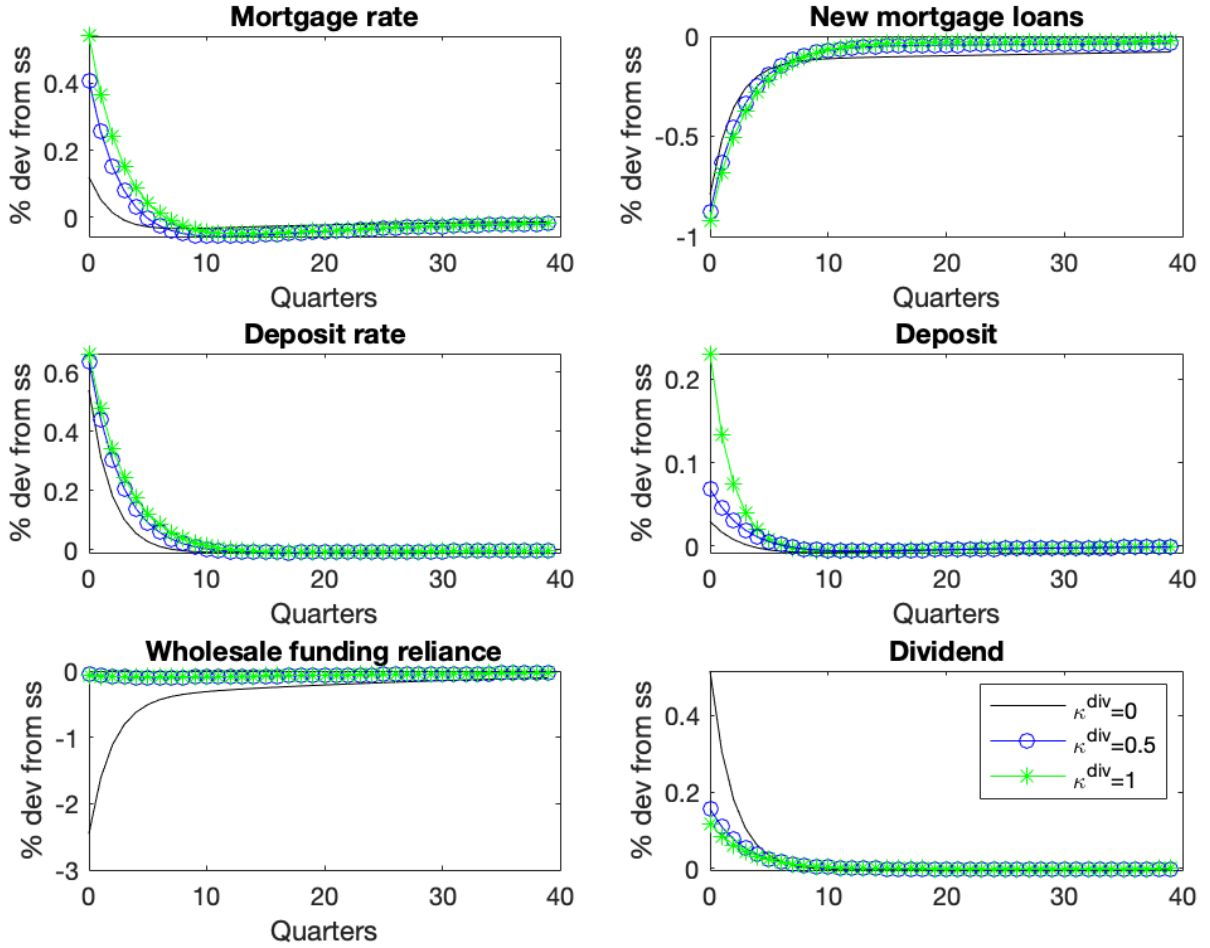 Mortgage rate
% dev from ss
0.4
0.2
0
0 10 20 30 40
Quarters
New mortgage loans
% dev from ss
0
-0.5
-1
0 10 20 30 40
Quarters
Deposit rate
% dev from ss
0.6
0.4
0.2
0
0 10 20 30 40
Quarters
Deposit
% dev from ss
0.2
0.1
0
0 10 20 30 40
Quarters
Wholesale funding reliance
% dev from ss
0
-1
-2
-3
0 10 20 30 40
Quarters
Dividend
% dev from ss
0.4
0.2
0
0 10 20 30 40
κ^div=0
κ^div=0.5
κ^div=1